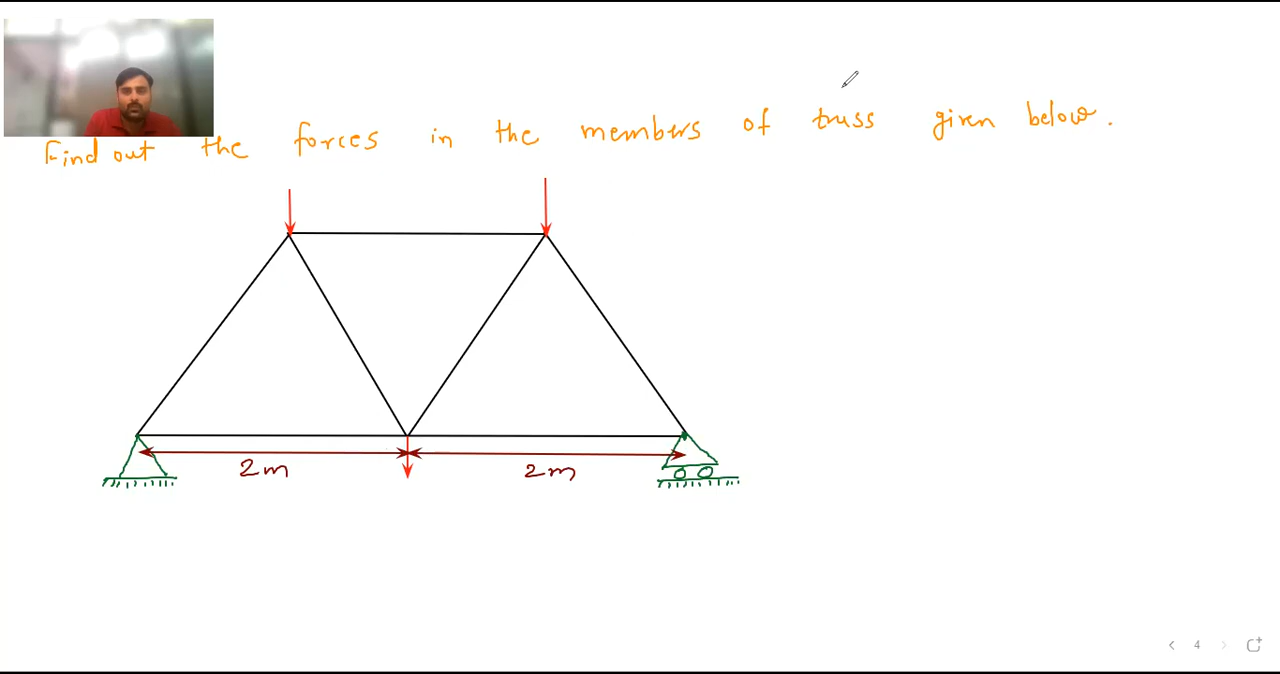 Find out the forces in the members of truss given below.
2m 2m
4